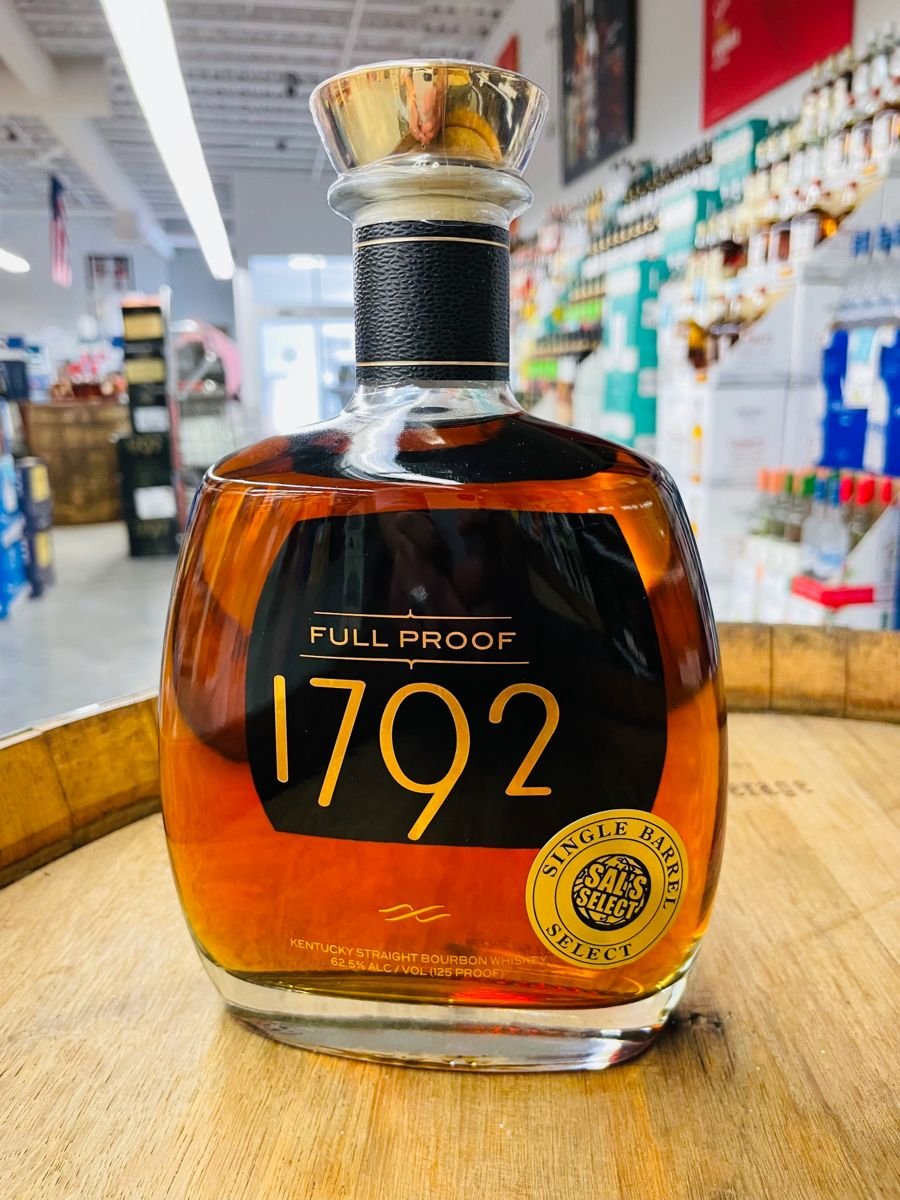 FULL PROOF
1792
SINGLE BARREL
SAL'S
SELECT
SELECT
KENTUCKY STRAIGHT BOURBON WHISKEY
62.5% ALC / VOL (125 PROOF)